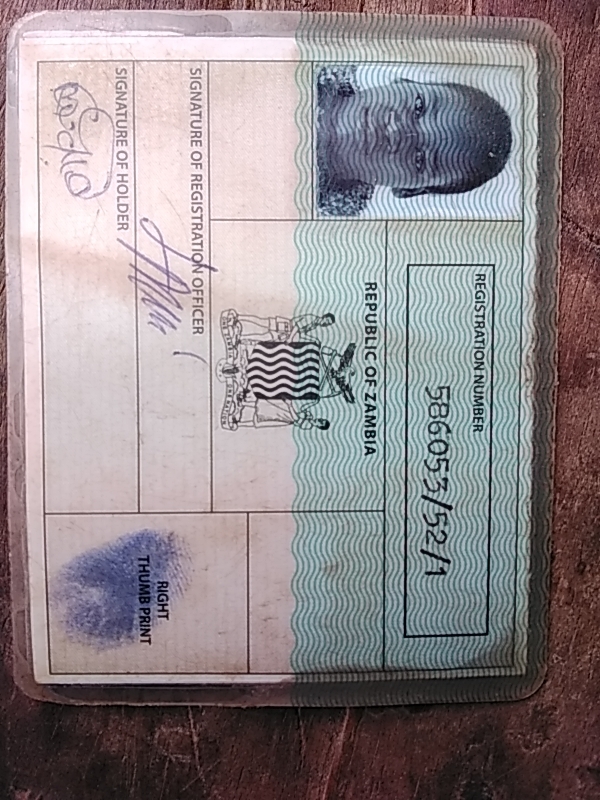 REGISTRATION NUMBER
586053/52/1
REPUBLIC OF ZAMBIA
SIGNATURE OF REGISTRATION OFFICER
SIGNATURE OF HOLDER
RIGHT
THUMB PRINT